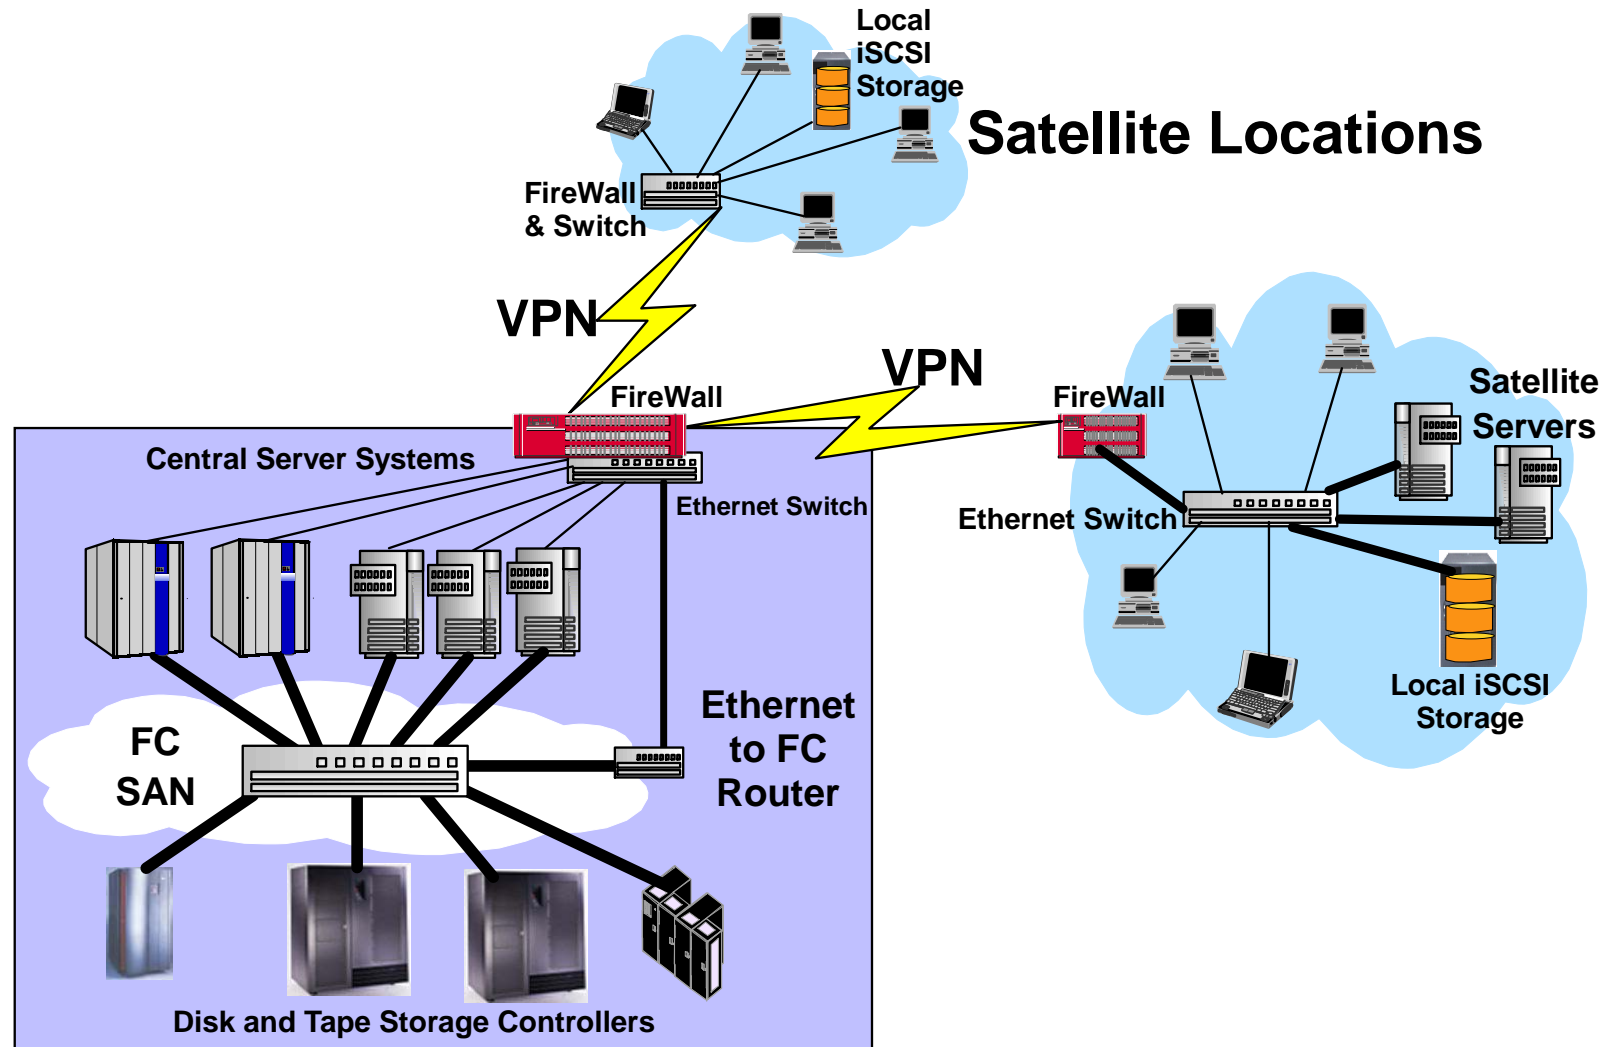 Local
iSCSI
Storage
Satellite Locations
FireWall
& Switch
VPN
VPN
FireWall
FireWall
Satellite
Servers
Central Server Systems
Ethernet Switch
Ethernet Switch
Local iSCSI
Storage
FC
SAN
Ethernet
to FC
Router
Disk and Tape Storage Controllers